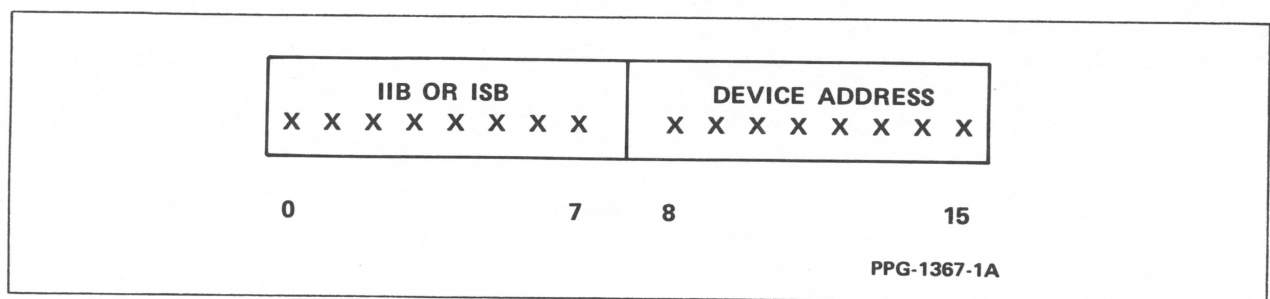 IIB OR ISB
X X X X X X X X
DEVICE ADDRESS
X X X X X X X X
0 7 8 15
PPG-1367-1A